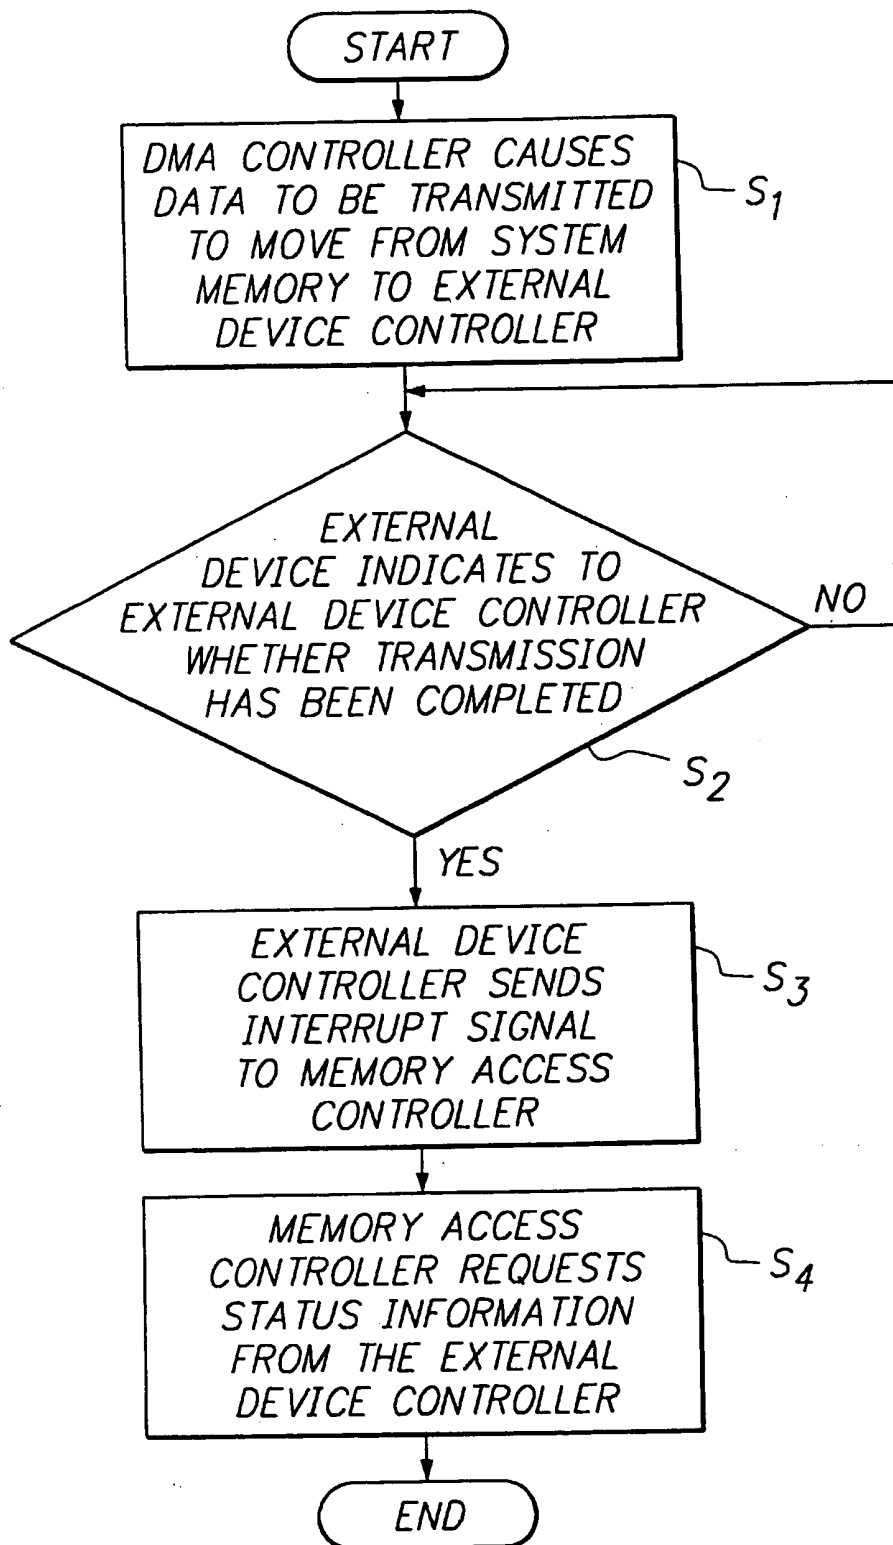 START
DMA CONTROLLER CAUSES
DATA TO BE TRANSMITTED
TO MOVE FROM SYSTEM
MEMORY TO EXTERNAL
DEVICE CONTROLLER
S1
EXTERNAL
DEVICE INDICATES TO
EXTERNAL DEVICE CONTROLLER
WHETHER TRANSMISSION
HAS BEEN COMPLETED
NO
S2
YES
EXTERNAL DEVICE
CONTROLLER SENDS
INTERRUPT SIGNAL
TO MEMORY ACCESS
CONTROLLER
S3
MEMORY ACCESS
CONTROLLER REQUESTS
STATUS INFORMATION
FROM THE EXTERNAL
DEVICE CONTROLLER
S4
END